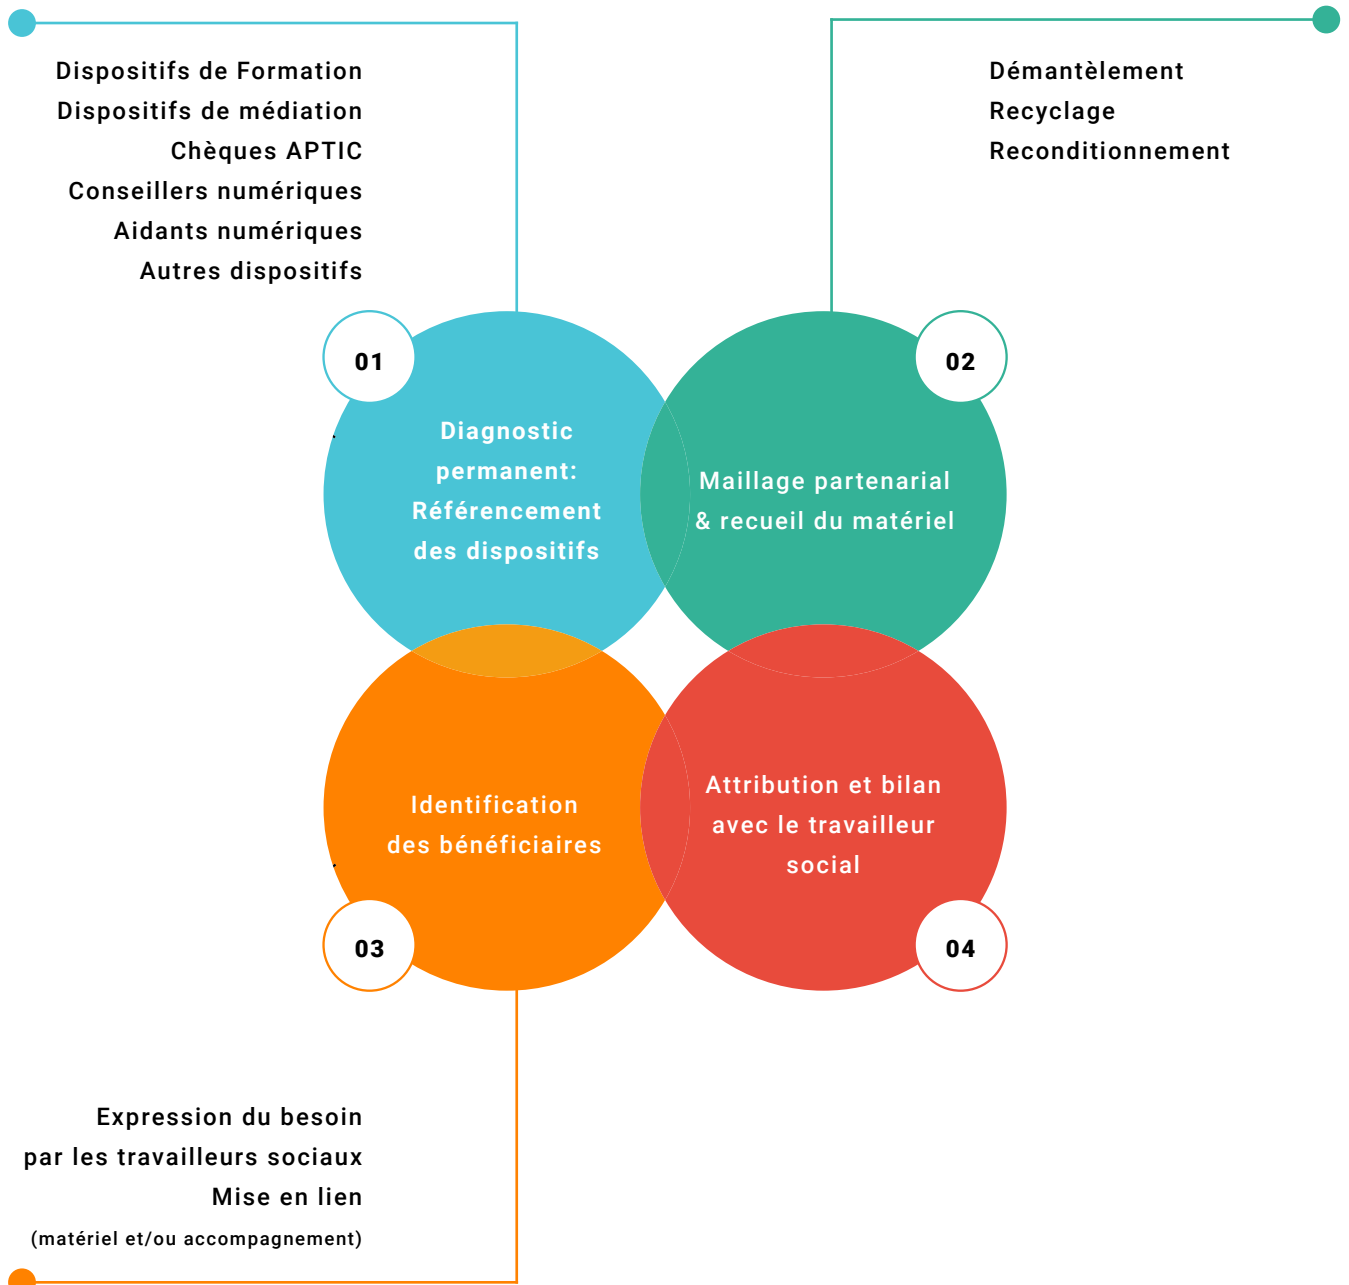 Dispositifs de Formation
Dispositifs de médiation
Chèques APTIC
Conseillers numériques
Aidants numériques
Autres dispositifs
Démantèlement
Recyclage
Reconditionnement
01
Diagnostic
permanent:
Référencement
des dispositifs
02
Maillage partenarial
& recueil du matériel
Identification
des bénéficiaires
03
Attribution et bilan
avec le travailleur
social
04
Expression du besoin
par les travailleurs sociaux
Mise en lien
(matériel et/ou accompagnement)